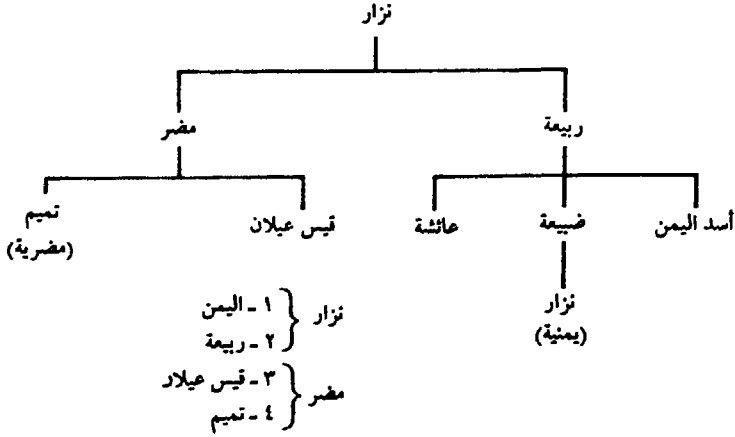 نزار
ربيعة مضر
أسد اليمن ضبيعة عائشة قيس عيلان تميم
نزار (مضرية)
(يمنية)
نزار
١ - اليمن
٢ - ربيعة
مضر
٣ - قيس عيلار
٤ - تميم